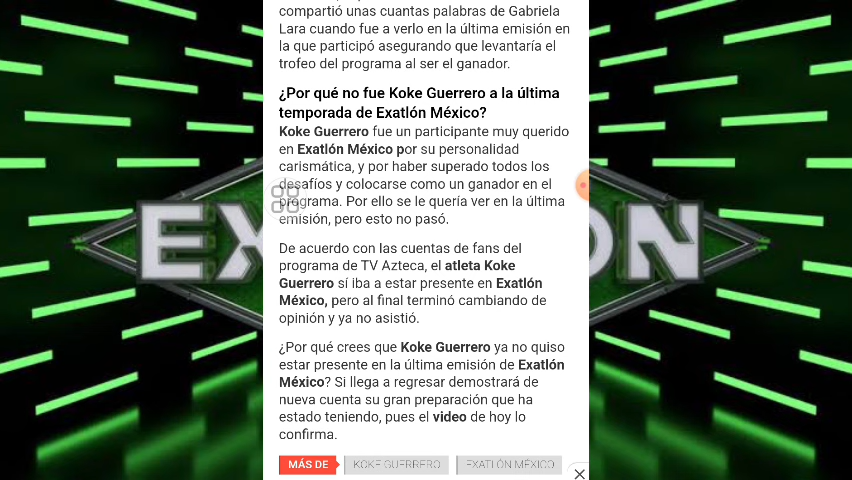 compartió unas cuantas palabras de Gabriela
Lara cuando fue a verlo en la última emisión en
la que participó asegurando que levantaría el
trofeo del programa al ser el ganador.
¿Por qué no fue Koke Guerrero a la última
temporada de Exatlón México?
Koke Guerrero fue un participante muy querido
en Exatlón México por su personalidad
carismática, y por haber superado todos los
desafíos y colocarse como un ganador en el
programa. Por ello se le quería ver en la última
emisión, pero esto no pasó.
De acuerdo con las cuentas de fans del
programa de TV Azteca, el atleta Koke
Guerrero sí iba a estar presente en Exatlón
México, pero al final terminó cambiando de
opinión y ya no asistió.
¿Por qué crees que Koke Guerrero ya no quiso
estar presente en la última emisión de Exatlón
México? Si llega a regresar demostrará de
nueva cuenta su gran preparación que ha
estado teniendo, pues el video de hoy lo
confirma.
MÁS DE KOKE GUERRERO EXATLÓN MÉXICO
EX ON